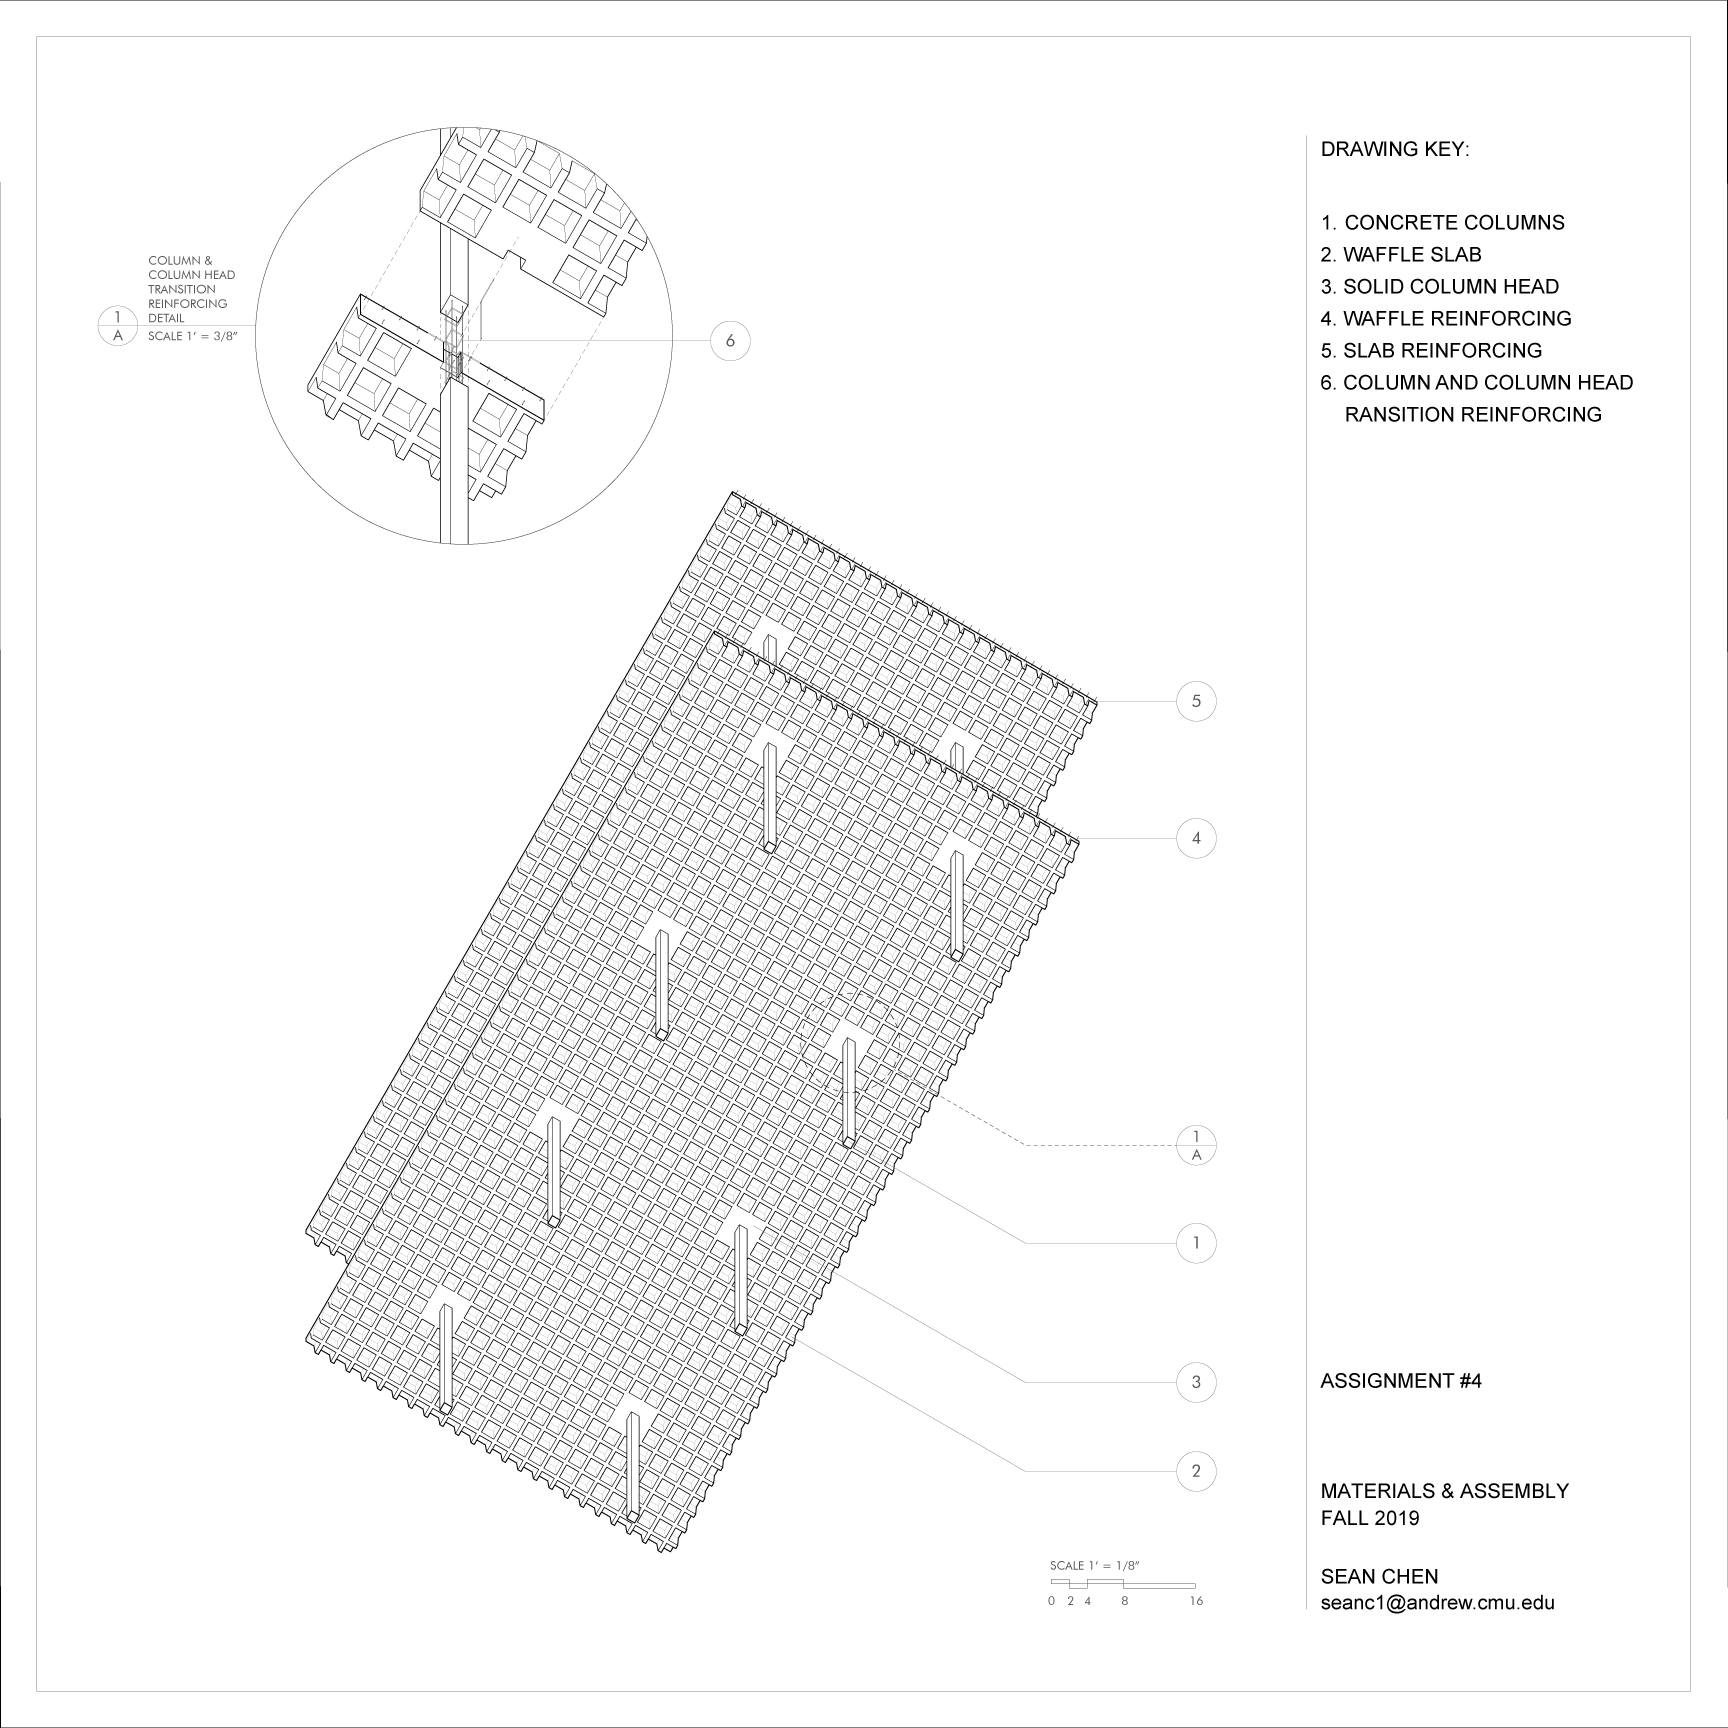 COLUMN &
COLUMN HEAD
TRANSITION
REINFORCING
DETAIL
SCALE 1' = 3/8"
1
A
6
5
4
1
A
1
3
2
SCALE 1' = 1/8"
0 2 4 8 16
DRAWING KEY:
1. CONCRETE COLUMNS
2. WAFFLE SLAB
3. SOLID COLUMN HEAD
4. WAFFLE REINFORCING
5. SLAB REINFORCING
6. COLUMN AND COLUMN HEAD
RANSITION REINFORCING
ASSIGNMENT #4
MATERIALS & ASSEMBLY
FALL 2019
SEAN CHEN
seanc1@andrew.cmu.edu